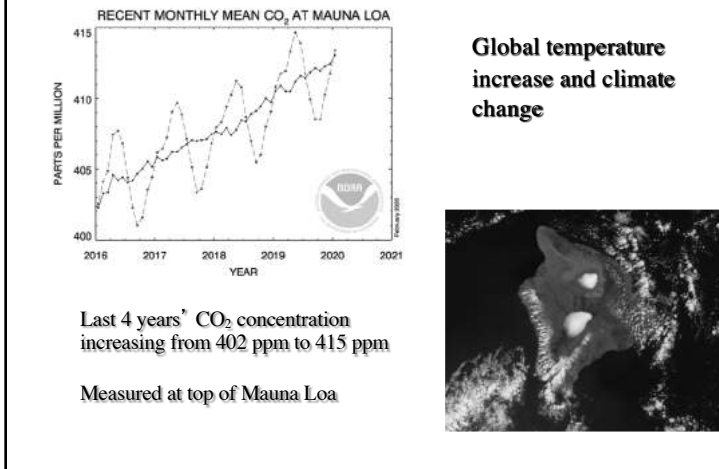 RECENT MONTHLY MEAN CO₂ AT MAUNA LOA
415
410
405
400
PARTS PER MILLION
2016 2017 2018 2019 2020 2021
YEAR
NOAA
February 2020
Global temperature
increase and climate
change
Last 4 years’ CO₂ concentration
increasing from 402 ppm to 415 ppm
Measured at top of Mauna Loa